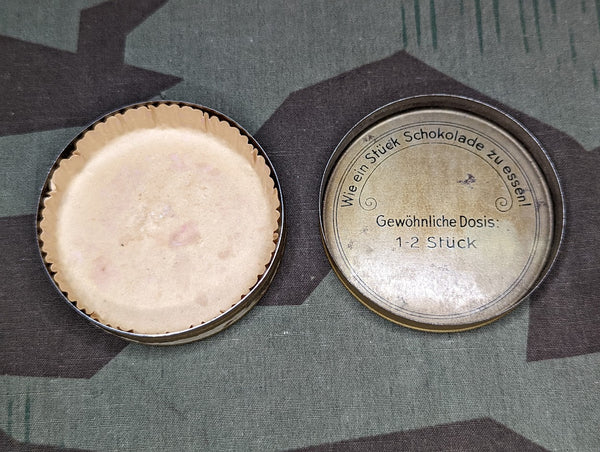 Wie ein Stück Schokolade zu essen!
Gewöhnliche Dosis:
1-2 Stück